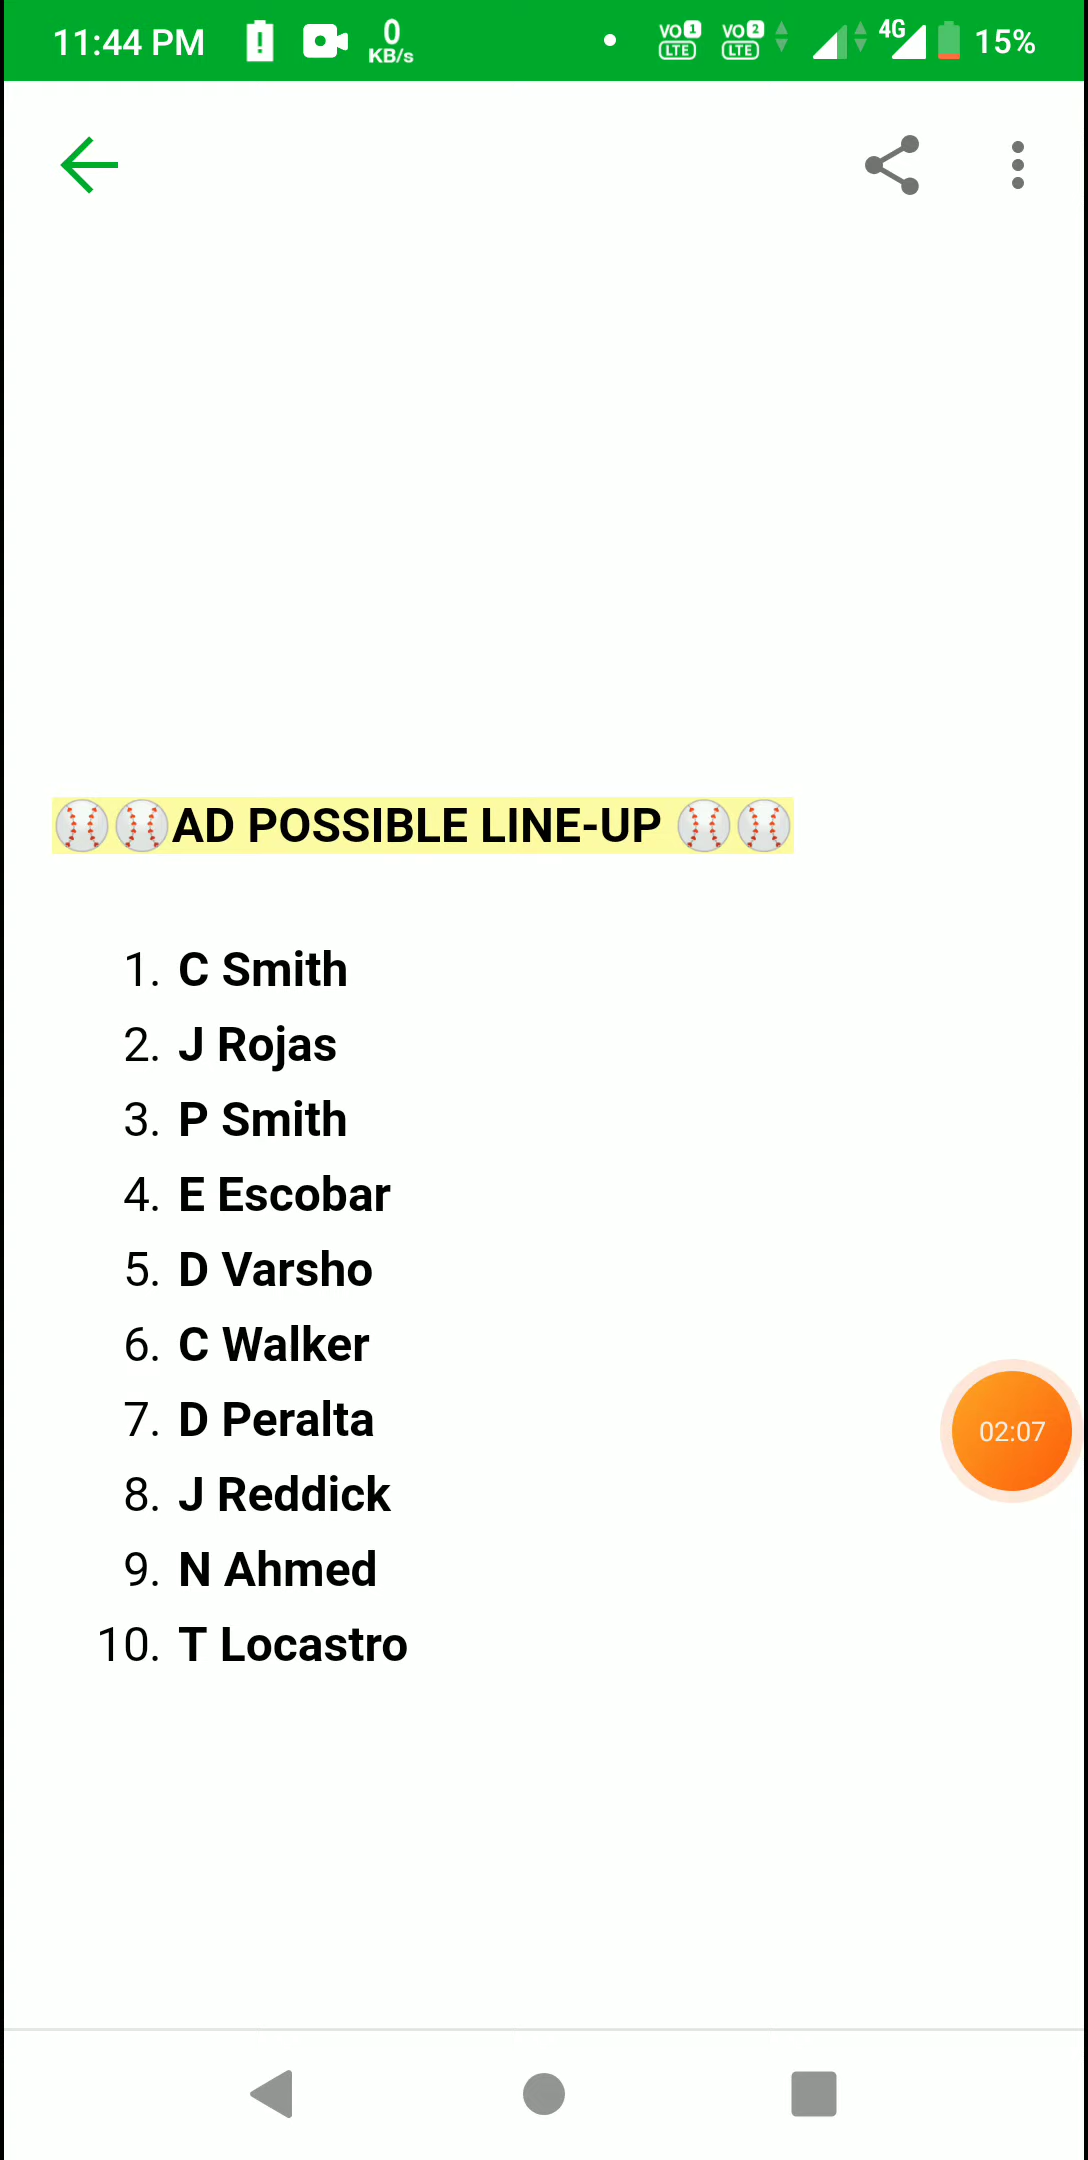 11:44 PM 0 KB/s VO 1 LTE VO 2 LTE 4G 15%
⚾⚾AD POSSIBLE LINE-UP ⚾⚾
1. C Smith
2. J Rojas
3. P Smith
4. E Escobar
5. D Varsho
6. C Walker
7. D Peralta
02:07
8. J Reddick
9. N Ahmed
10. T Locastro